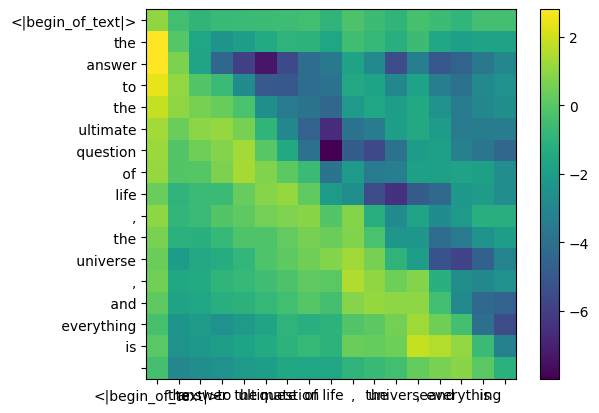 <|begin_of_text|>
the
answer
to
the
ultimate
question
of
life
,
the
universe
,
and
everything
is
2
0
−2
−4
−6